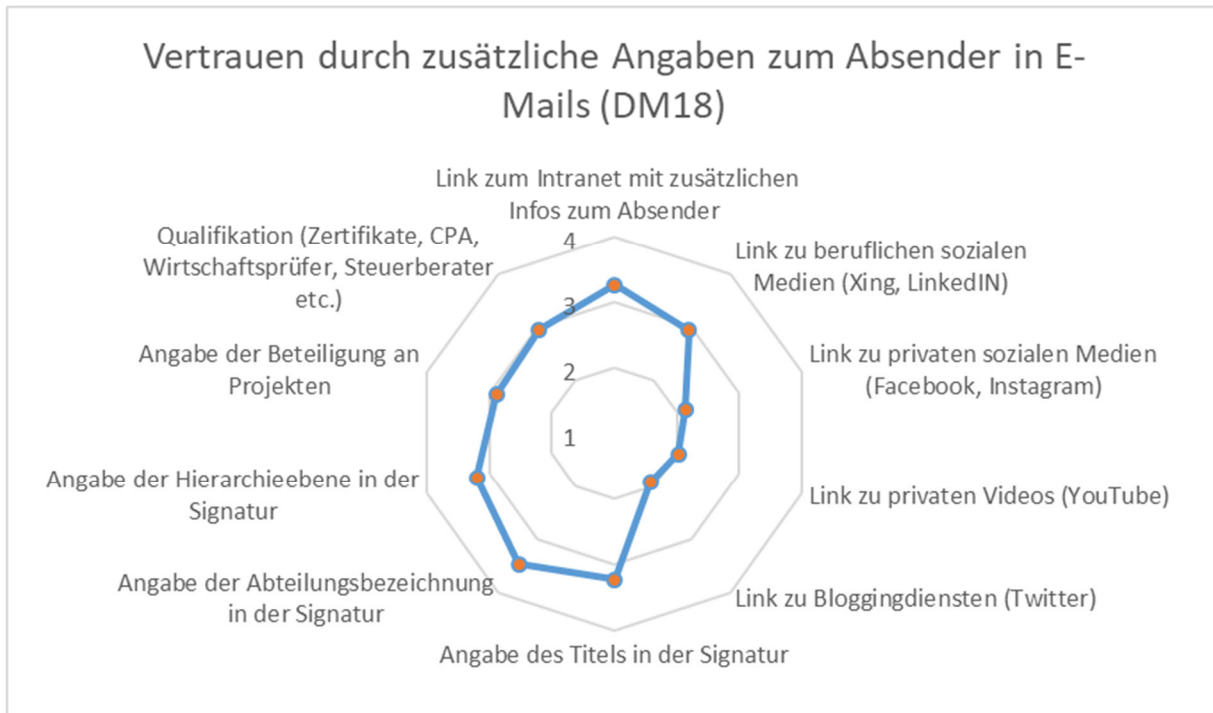 Vertrauen durch zusätzliche Angaben zum Absender in E-
Mails (DM18)
Link zum Intranet mit zusätzlichen
Infos zum Absender
Link zu beruflichen sozialen
Medien (Xing, LinkedIN)
Link zu privaten sozialen Medien
(Facebook, Instagram)
Link zu privaten Videos (YouTube)
Link zu Bloggingdiensten (Twitter)
Angabe des Titels in der Signatur
Angabe der Abteilungsbezeichnung
in der Signatur
Angabe der Hierarchieebene in der
Signatur
Angabe der Beteiligung an
Projekten
Qualifikation (Zertifikate, CPA,
Wirtschaftsprüfer, Steuerberater
etc.)
4
3
2
1